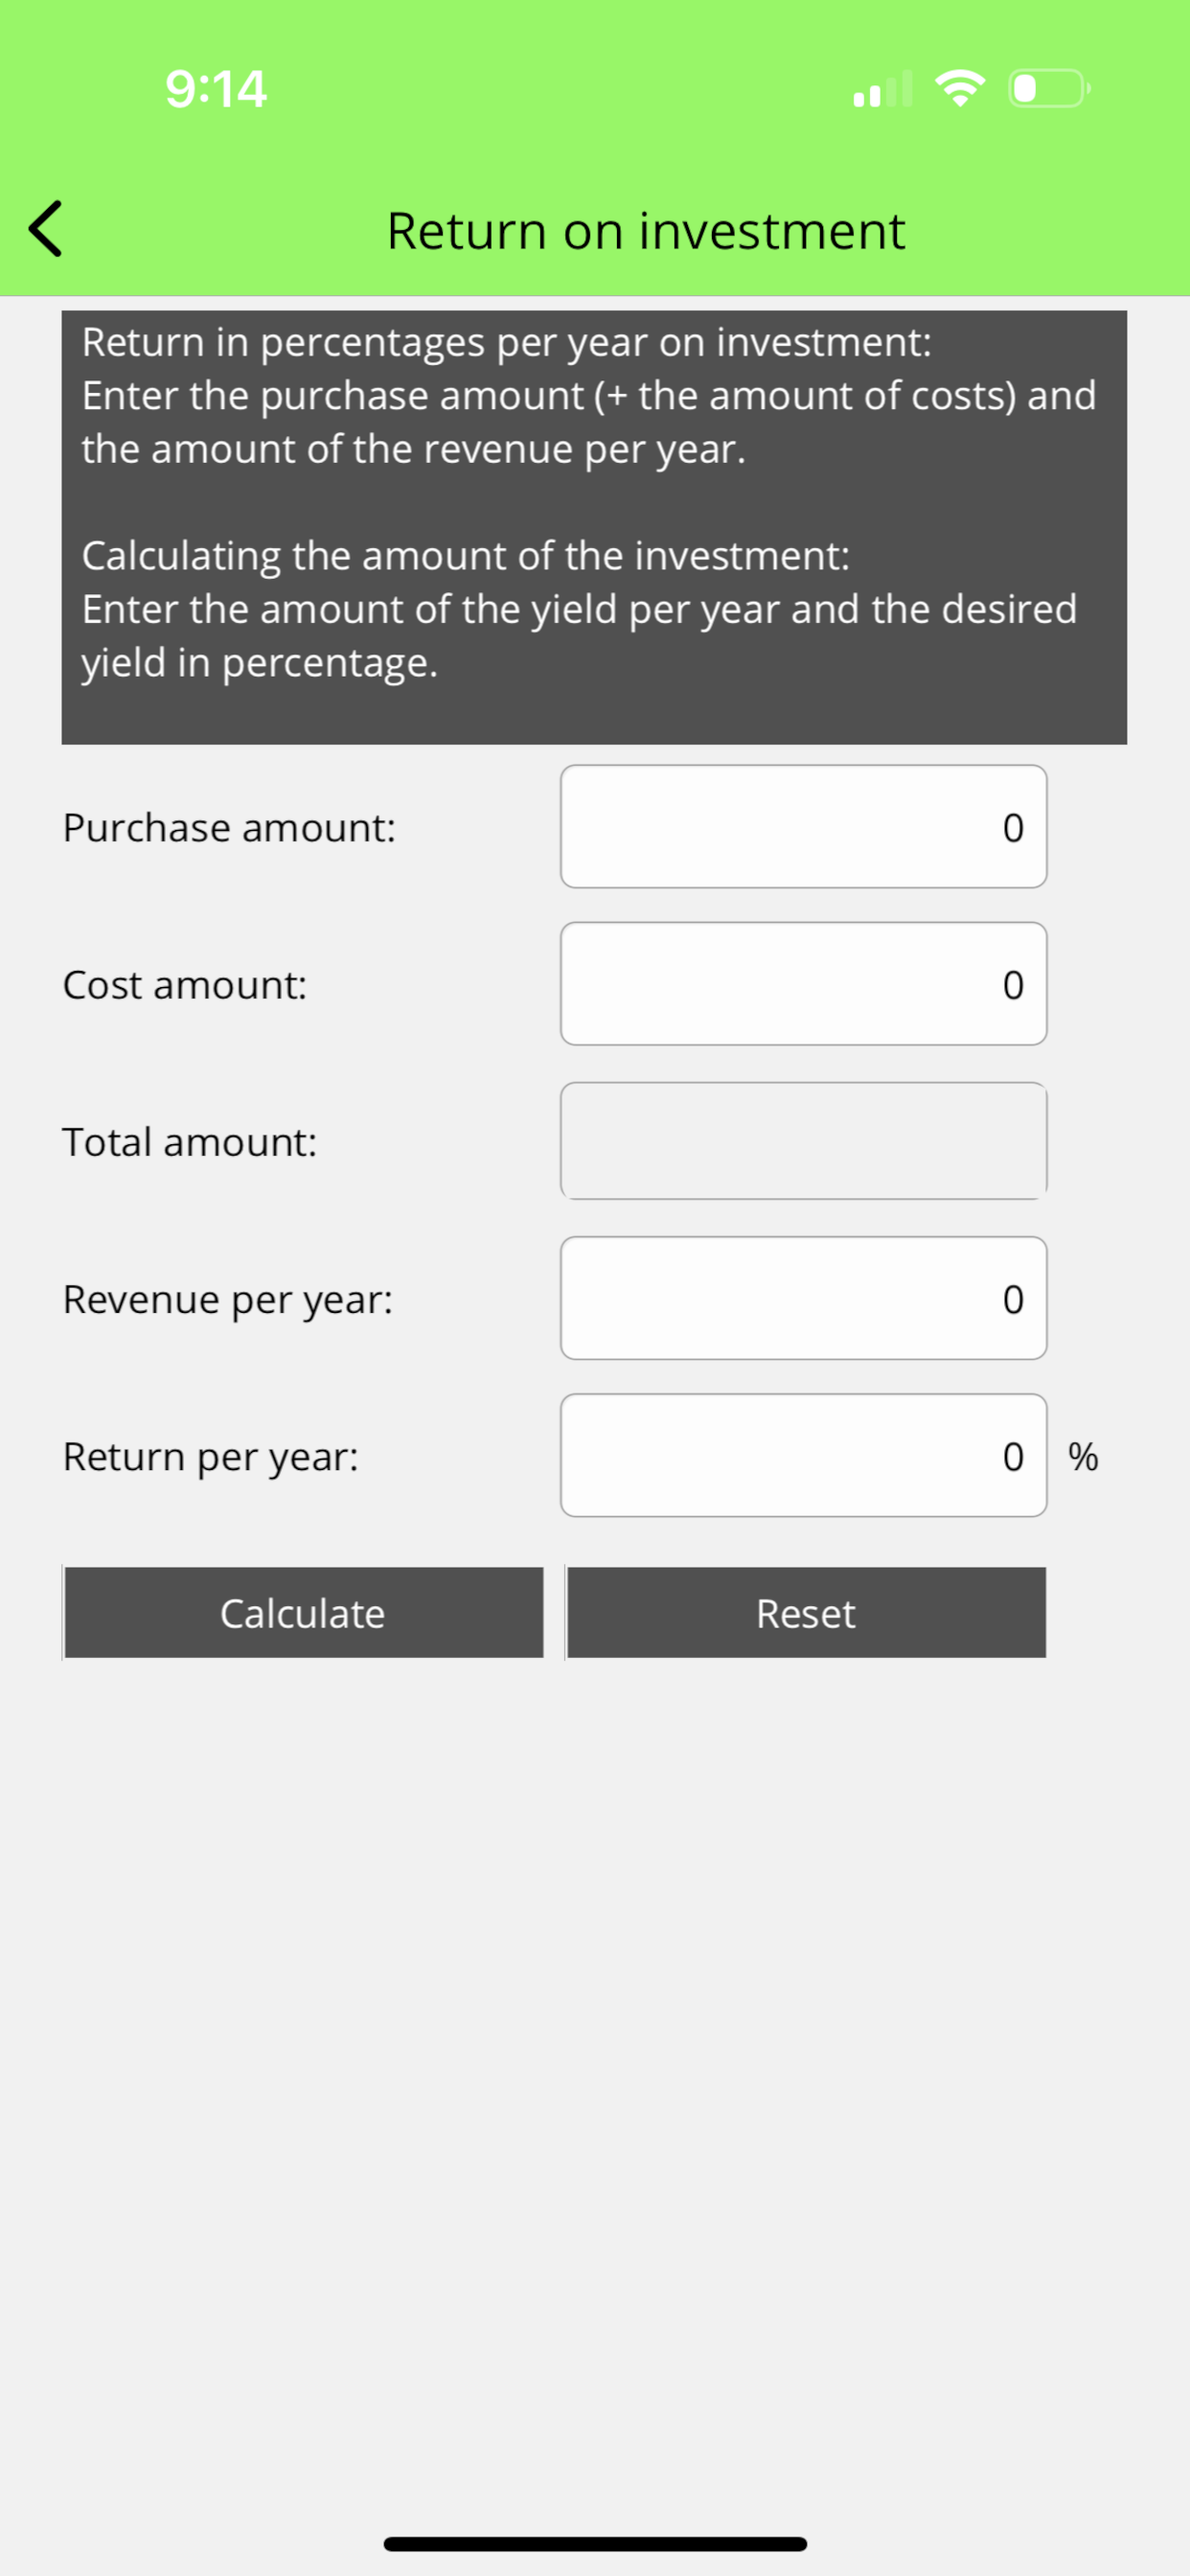 9:14
Return on investment
Return in percentages per year on investment:
Enter the purchase amount (+ the amount of costs) and
the amount of the revenue per year.
Calculating the amount of the investment:
Enter the amount of the yield per year and the desired
yield in percentage.
Purchase amount: 0
Cost amount: 0
Total amount:
Revenue per year: 0
Return per year: 0 %
Calculate Reset